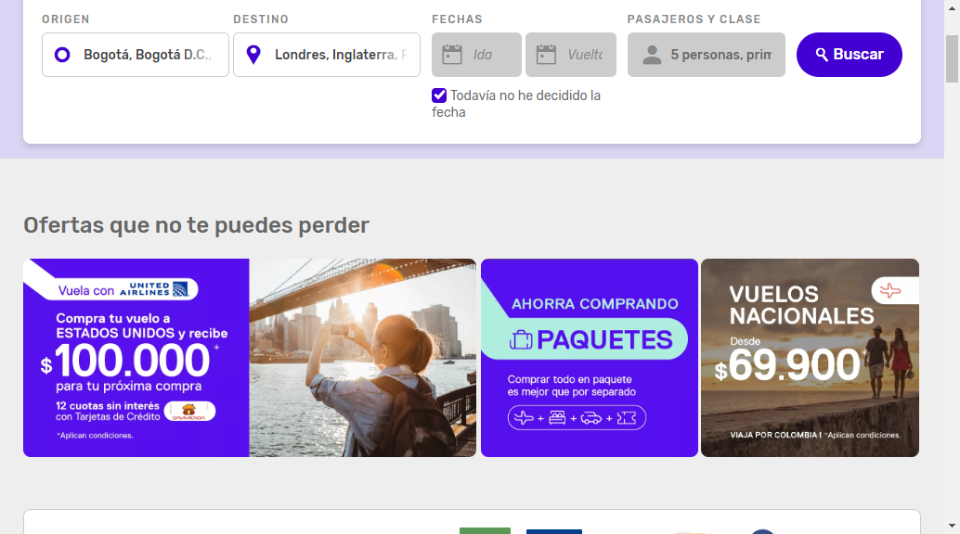 ORIGEN
DESTINO
FECHAS
PASAJEROS Y CLASE
Bogotá, Bogotá D.C.,
Londres, Inglaterra,
Ida
Vuelta
5 personas, prim
Buscar
Todavía no he decidido la
fecha
Ofertas que no te puedes perder
Vuela con UNITED AIRLINES
Compra tu vuelo a
ESTADOS UNIDOS y recibe
$100.000*
para tu próxima compra
12 cuotas sin interés
con Tarjetas de Crédito DAVIVIENDA
*Aplican condiciones.
AHORRA COMPRANDO
PAQUETES
Comprar todo en paquete
es mejor que por separado
+ + +
VUELOS
NACIONALES
Desde
$69.900*
VIAJA POR COLOMBIA | *Aplican condiciones.